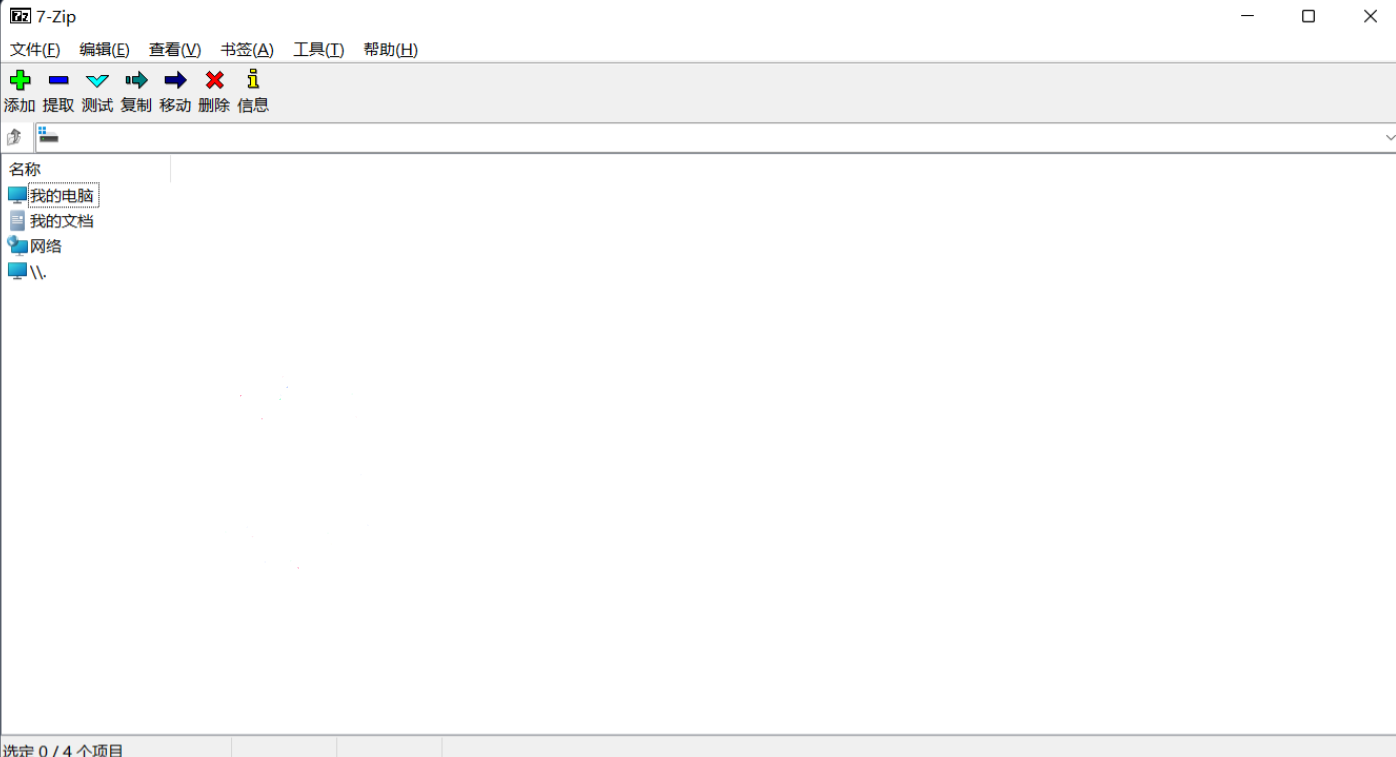 7-Zip
文件(F) 编辑(E) 查看(V) 书签(A) 工具(T) 帮助(H)
添加 提取 测试 复制 移动 删除 信息
名称
我的电脑
我的文档
网络
\\.
选定 0 / 4 个项目